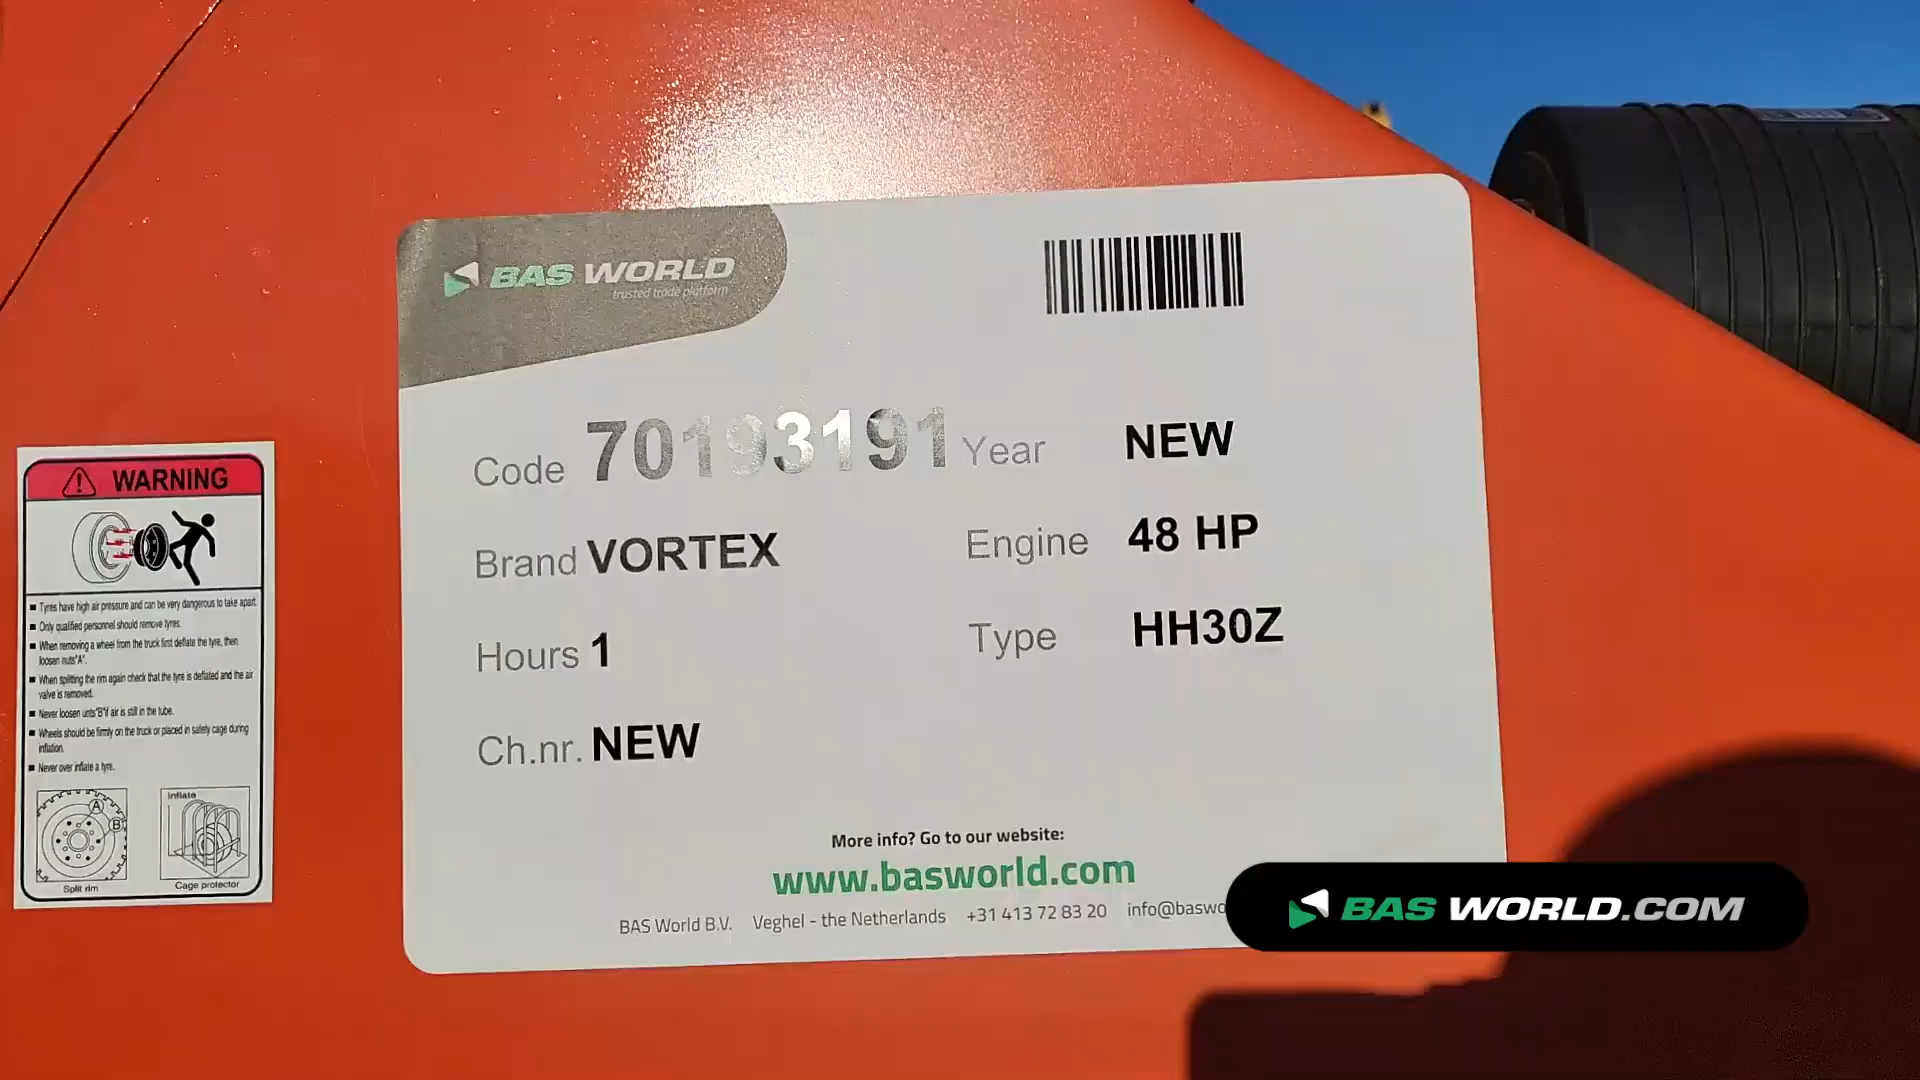 BAS WORLD
trusted trade platform
Code 70193191 Year NEW
Brand VORTEX Engine 48 HP
Hours 1 Type HH30Z
Ch.nr. NEW
More info? Go to our website:
www.basworld.com
BAS World B.V. Veghel - the Netherlands +31 413 72 83 20 info@baswo
WARNING
Tyres have high air pressure and can be very dangerous to take apart.
Only qualified personnel should remove tyres.
When removing a wheel from the truck first deflate the tyre, then
loosen nuts"A".
When splitting the rim again check that the tyre is deflated and the air
valve is removed.
Never loosen unts"B"if air is still in the tube.
Wheels should be firmly on the truck or placed in safety cage during
inflation.
Never over inflate a tyre.
A
B
Split rim
Inflate
Cage protector
BAS WORLD.COM